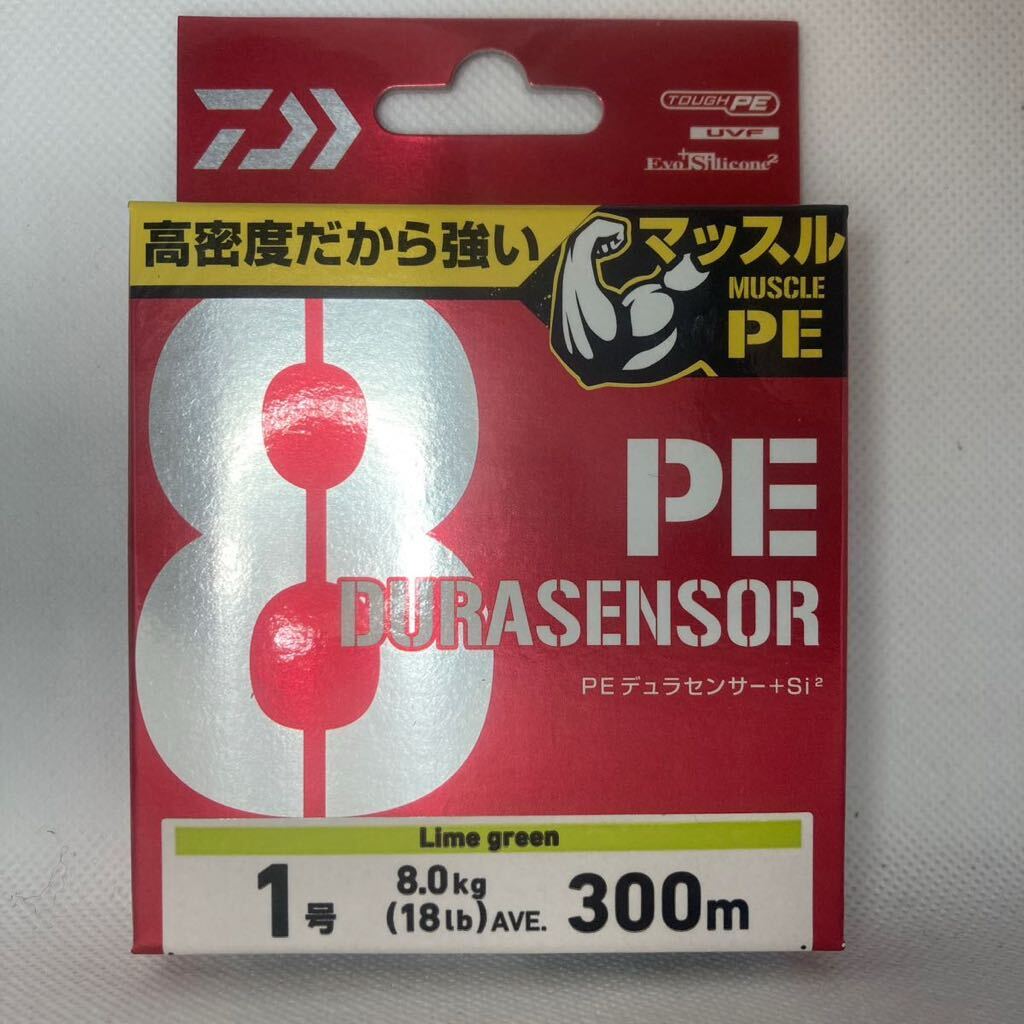 TOUGH PE
UVF
Evo+Silicone²
高密度だから強い
マッスル
MUSCLE
PE
8
PE
DURASENSOR
PEデュラセンサー+Si²
Lime green
1号
8.0kg
(18lb)AVE.
300m